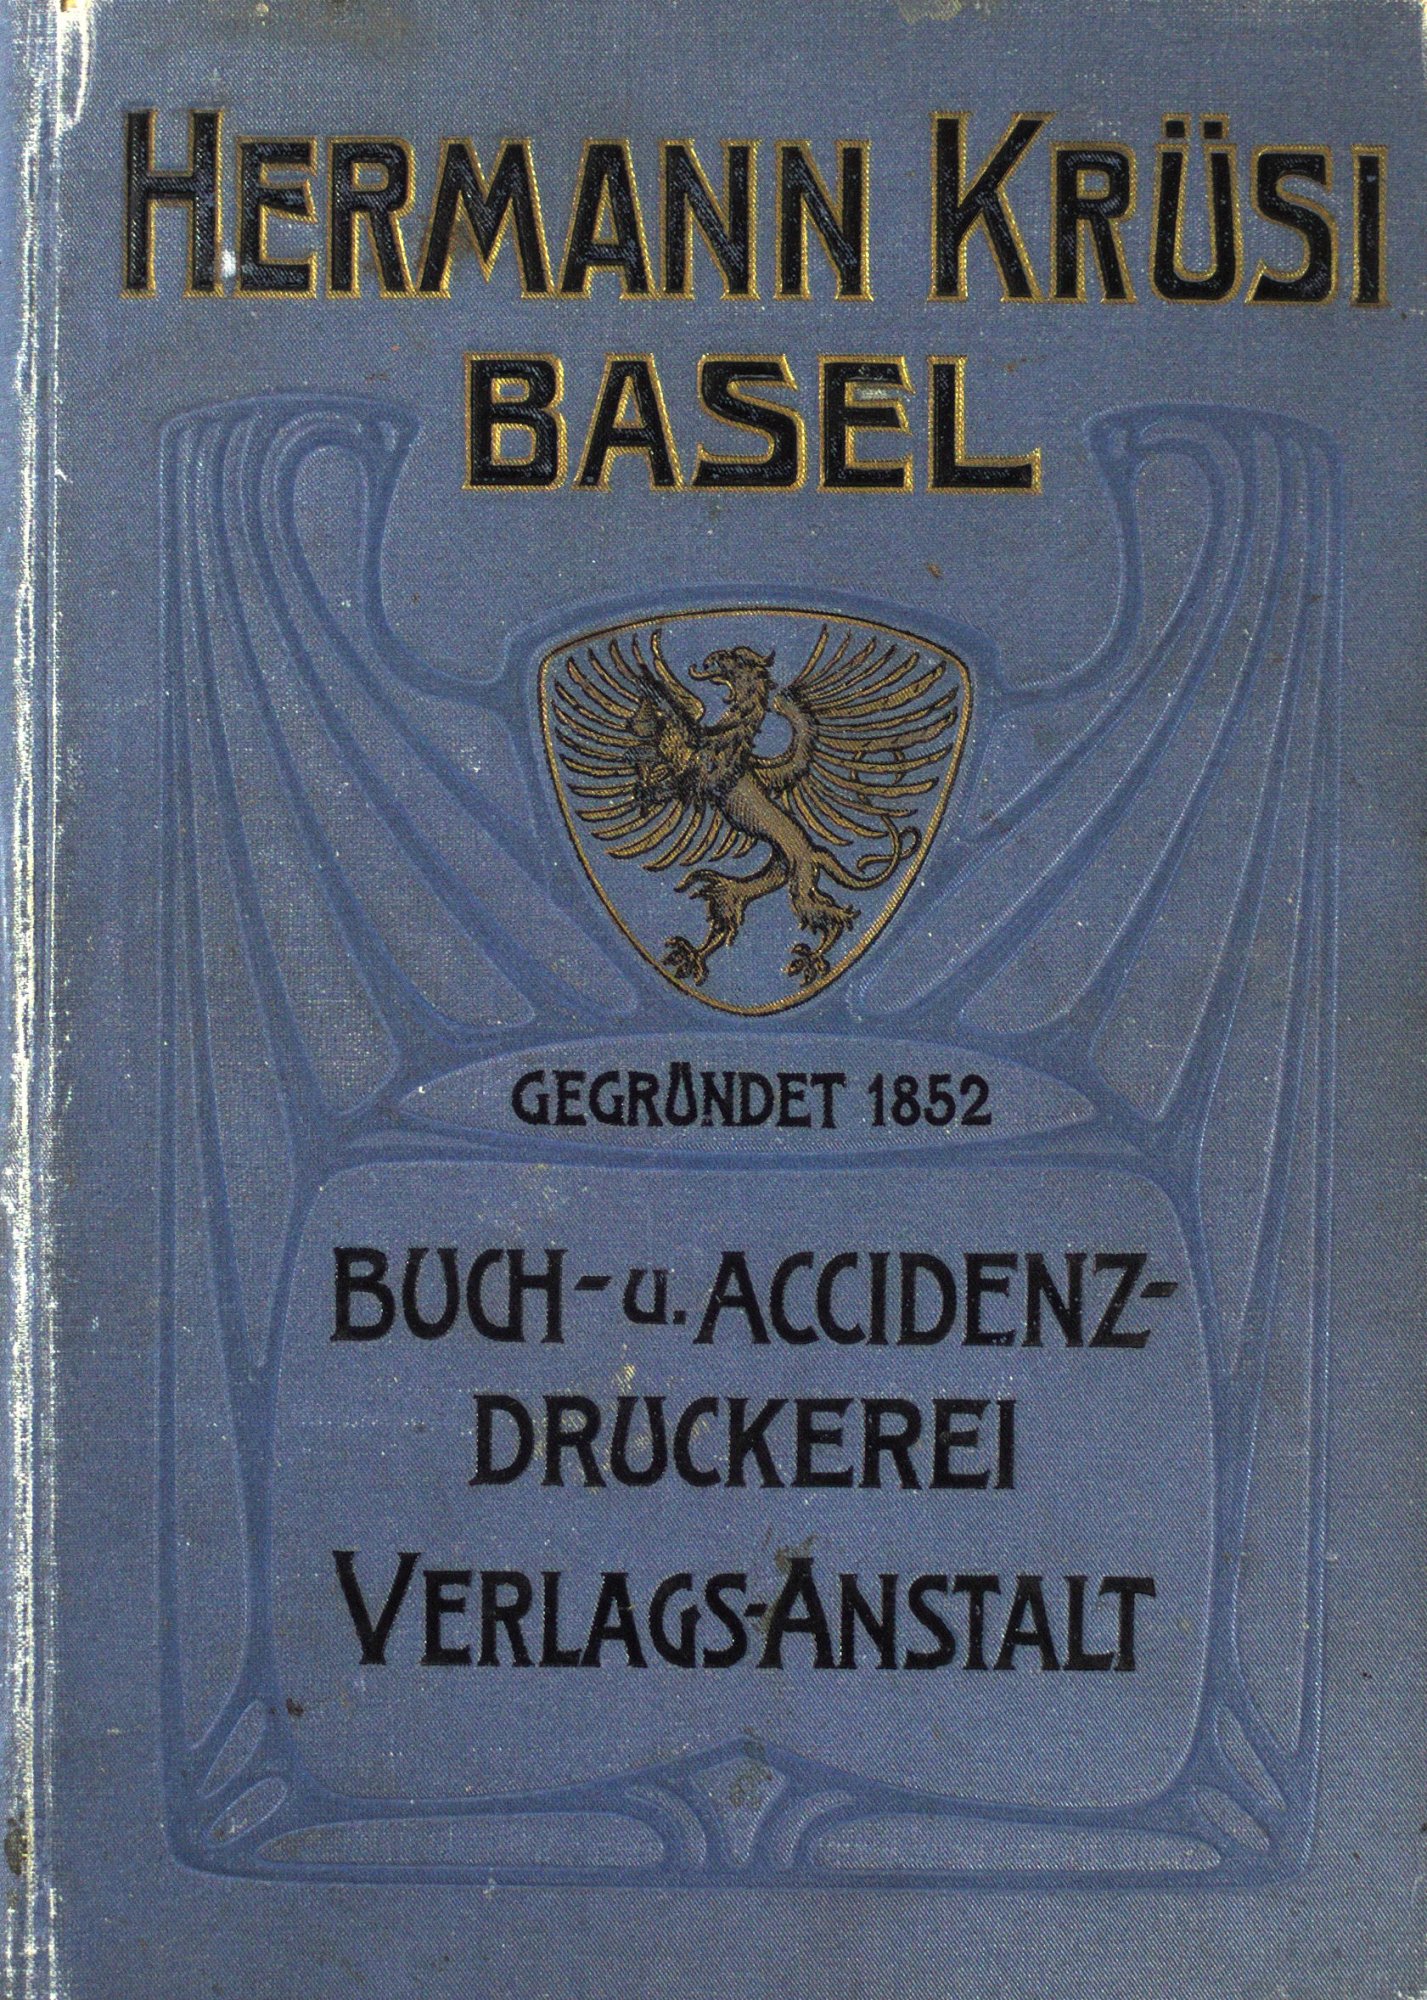 HERMANN KRÜSI
BASEL
GEGRÜNDET 1852
BUCH- u. ACCIDENZ-
DRUCKEREI
VERLAGS-ANSTALT